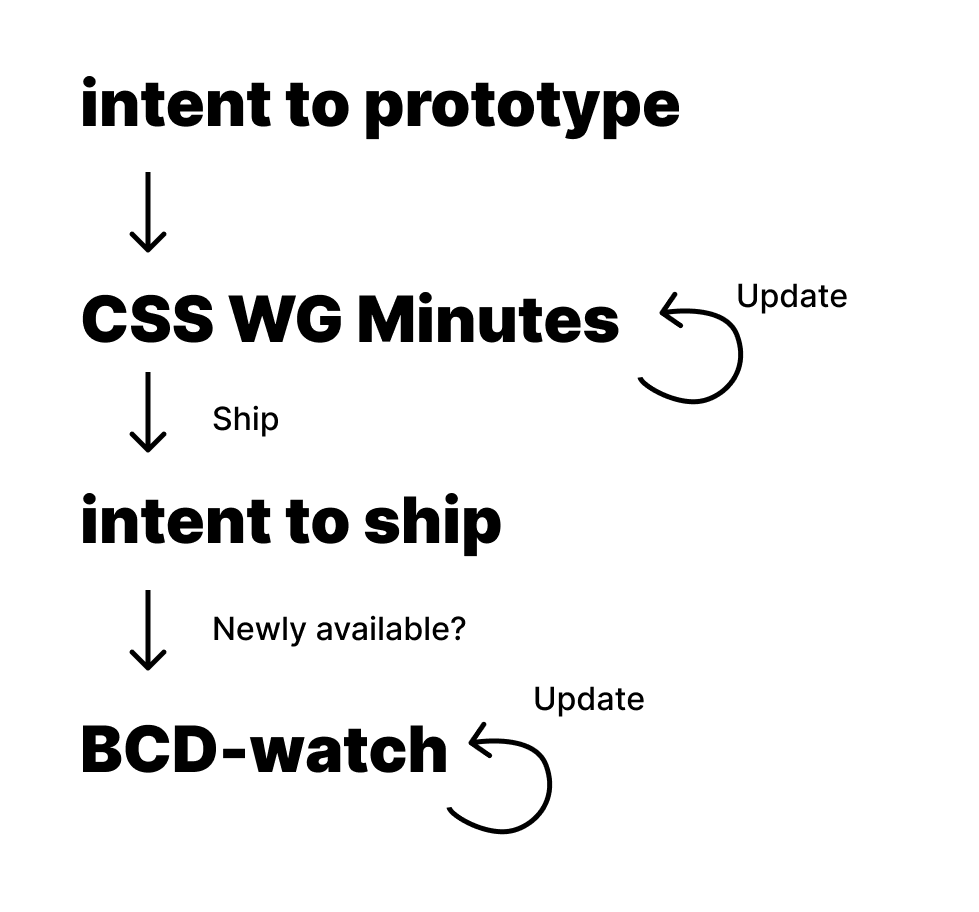 intent to prototype
CSS WG Minutes
Update
Ship
intent to ship
Newly available?
Update
BCD-watch